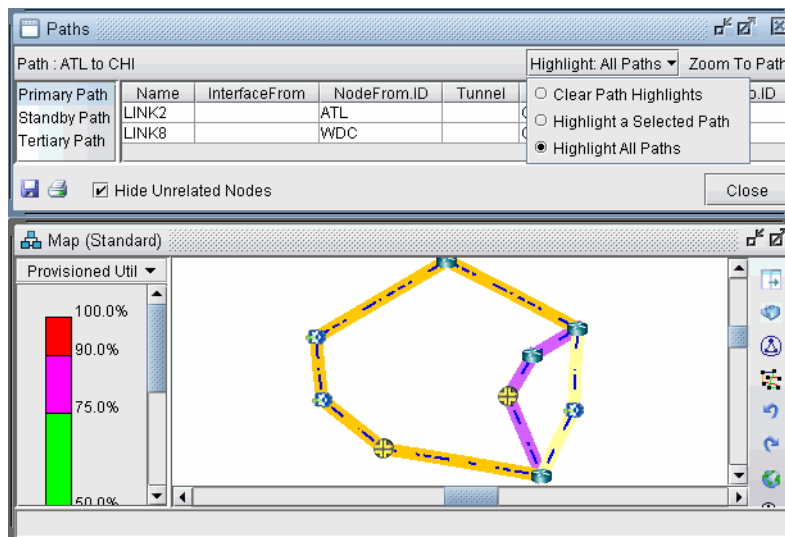 Paths
Path : ATL to CHI
Highlight: All Paths
Zoom To Path
Primary Path
Standby Path
Tertiary Path
Name InterfaceFrom NodeFrom.ID Tunnel o.ID
LINK2 ATL
LINK8 WDC
Clear Path Highlights
Highlight a Selected Path
Highlight All Paths
Hide Unrelated Nodes
Close
Map (Standard)
Provisioned Util
100.0%
90.0%
75.0%
50.0%